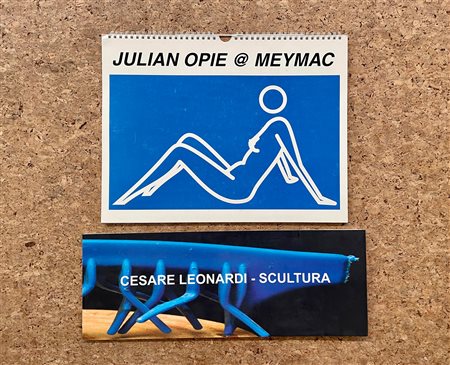 JULIAN OPIE @ MEYMAC
CESARE LEONARDI - SCULTURA